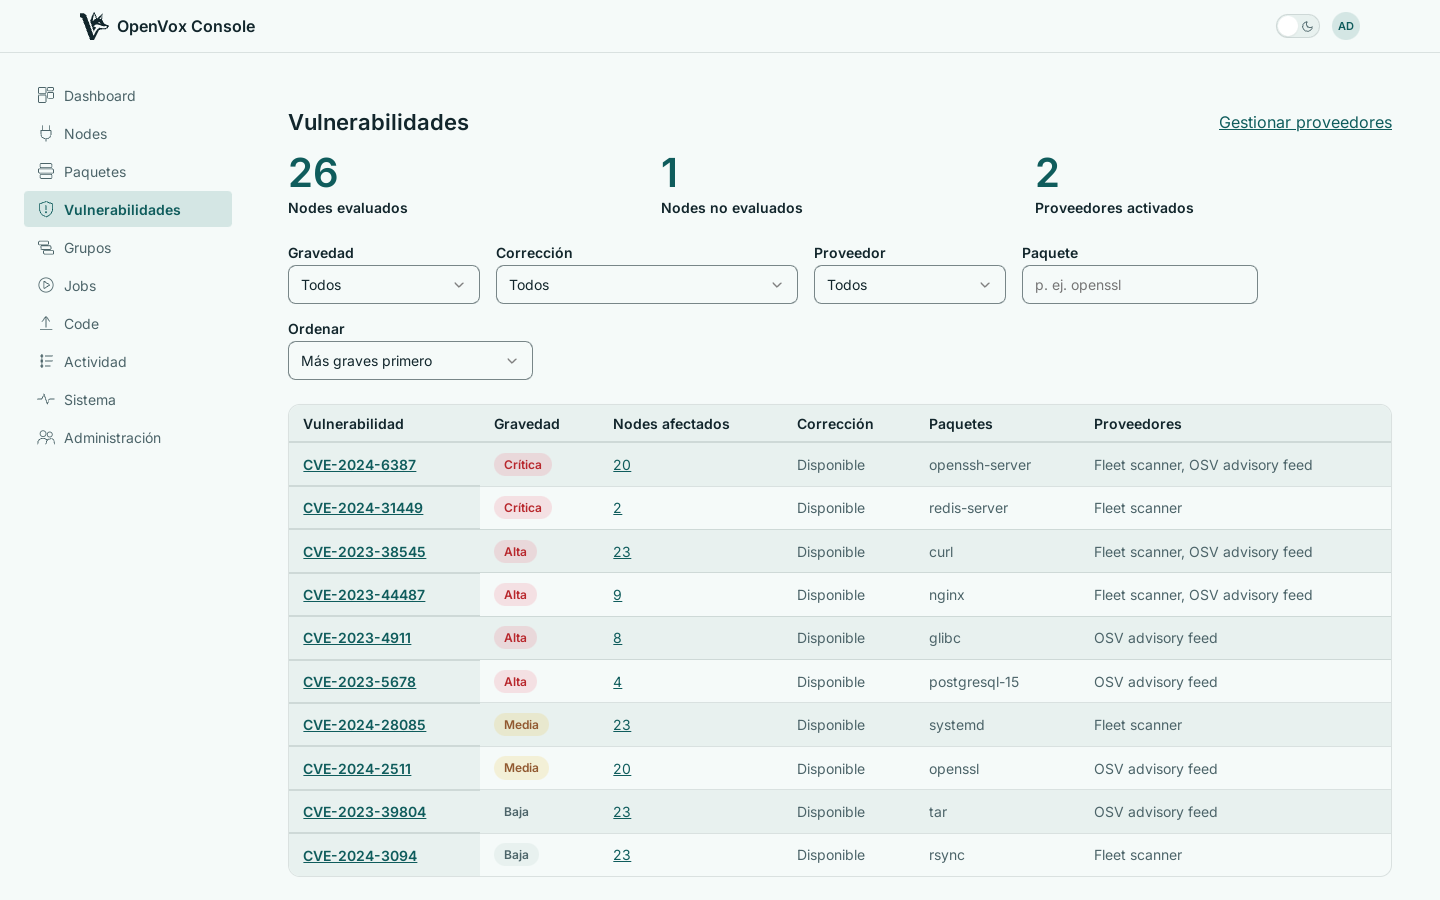 OpenVox Console
AD
Dashboard
Nodes
Paquetes
Vulnerabilidades
Grupos
Jobs
Code
Actividad
Sistema
Administración
Vulnerabilidades
Gestionar proveedores
26
Nodes evaluados
1
Nodes no evaluados
2
Proveedores activados
Gravedad
Todos
Corrección
Todos
Proveedor
Todos
Paquete
p. ej. openssl
Ordenar
Más graves primero
Vulnerabilidad Gravedad Nodes afectados Corrección Paquetes Proveedores
CVE-2024-6387 Crítica 20 Disponible openssh-server Fleet scanner, OSV advisory feed
CVE-2024-31449 Crítica 2 Disponible redis-server Fleet scanner
CVE-2023-38545 Alta 23 Disponible curl Fleet scanner, OSV advisory feed
CVE-2023-44487 Alta 9 Disponible nginx Fleet scanner, OSV advisory feed
CVE-2023-4911 Alta 8 Disponible glibc OSV advisory feed
CVE-2023-5678 Alta 4 Disponible postgresql-15 OSV advisory feed
CVE-2024-28085 Media 23 Disponible systemd Fleet scanner
CVE-2024-2511 Media 20 Disponible openssl OSV advisory feed
CVE-2023-39804 Baja 23 Disponible tar OSV advisory feed
CVE-2024-3094 Baja 23 Disponible rsync Fleet scanner